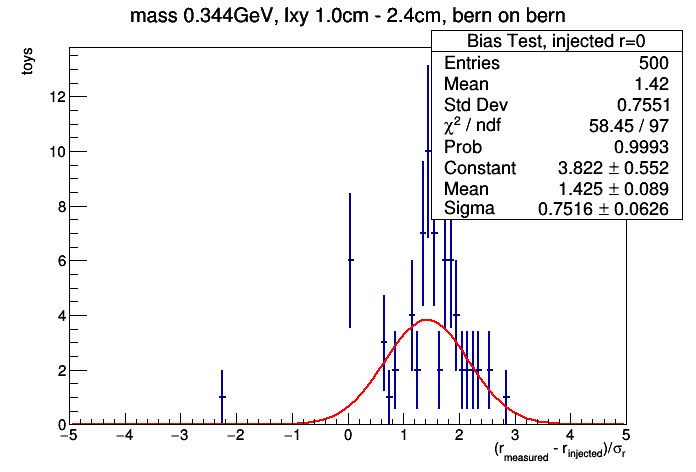 mass 0.344GeV, lxy 1.0cm - 2.4cm, bern on bern
toys
Bias Test, injected r=0
Entries 500
Mean 1.42
Std Dev 0.7551
χ² / ndf 58.45 / 97
Prob 0.9993
Constant 3.822 ± 0.552
Mean 1.425 ± 0.089
Sigma 0.7516 ± 0.0626
12
10
8
6
4
2
0
−5 −4 −3 −2 −1 0 1 2 3 4 5
(r_measured - r_injected)/σ_r